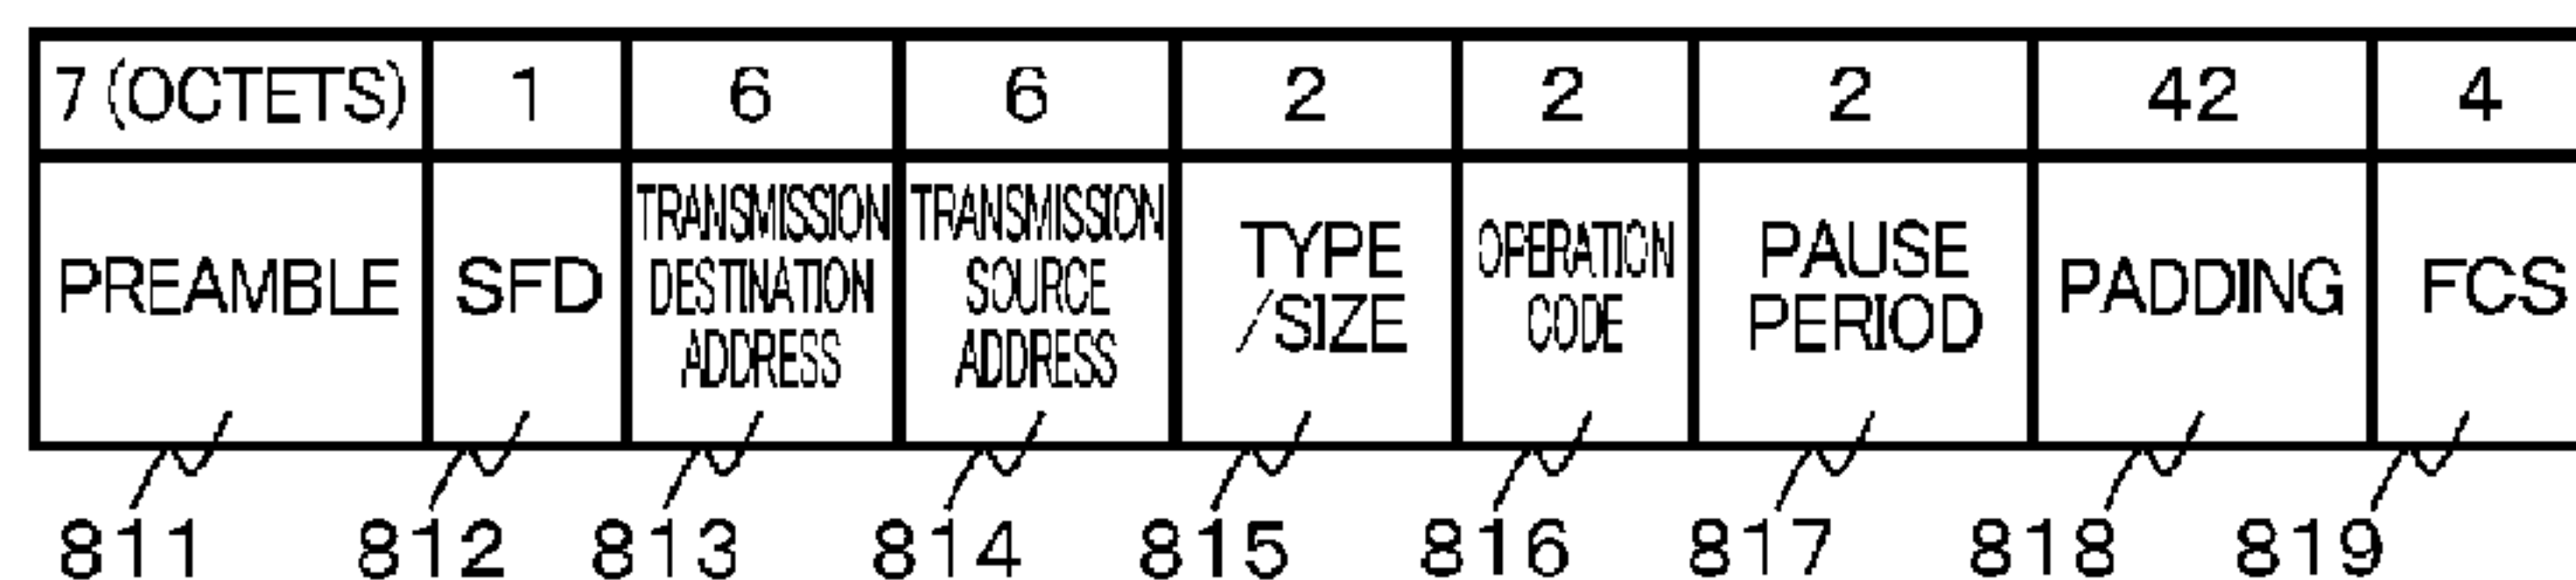 7 (OCTETS) 1 6 6 2 2 2 42 4
PREAMBLE
SFD
TRANSMISSION
DESTINATION
ADDRESS
TRANSMISSION
SOURCE
ADDRESS
TYPE
/SIZE
OPERATION
CODE
PAUSE
PERIOD
PADDING
FCS
811 812 813 814 815 816 817 818 819